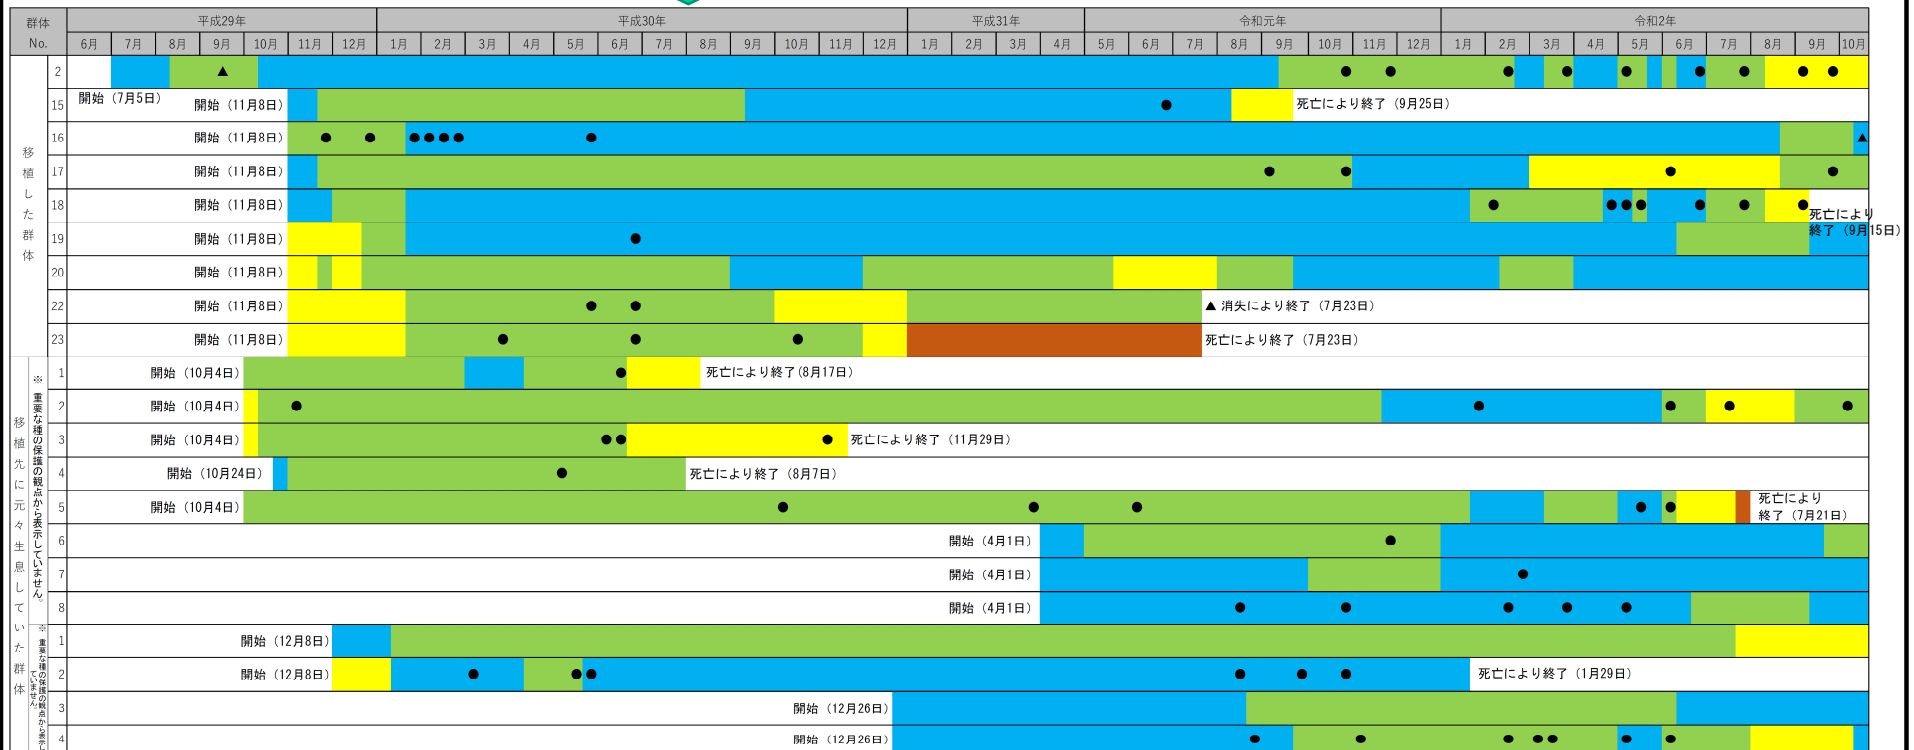 群体 No.
平成29年 平成30年 平成31年 令和元年 令和2年
6月 7月 8月 9月 10月 11月 12月 1月 2月 3月 4月 5月 6月 7月 8月 9月 10月 11月 12月 1月 2月 3月 4月 5月 6月 7月 8月 9月 10月 11月 12月 1月 2月 3月 4月 5月 6月 7月 8月 9月 10月
移植した群体
2
開始（7月5日）
15 開始（11月8日） 死亡により終了（9月25日）
16 開始（11月8日）
17 開始（11月8日）
18 開始（11月8日） 死亡により
終了（9月15日）
19 開始（11月8日）
20 開始（11月8日）
22 開始（11月8日） ▲ 消失により終了（7月23日）
23 開始（11月8日） 死亡により終了（7月23日）
移植先に元々生息していた群体
※ 重要な種の保護の観点から表示していません。
1 開始（10月4日） 死亡により終了(8月17日）
2 開始（10月4日）
3 開始（10月4日） 死亡により終了（11月29日）
4 開始（10月24日） 死亡により終了（8月7日）
5 開始（10月4日） 死亡により
終了（7月21日）
6 開始（4月1日）
7 開始（4月1日）
8 開始（4月1日）
※ 重要な種の保護の観点から表示し
ていません。
1 開始（12月8日）
2 開始（12月8日） 死亡により終了（1月29日）
3 開始（12月26日）
4 開始（12月26日）